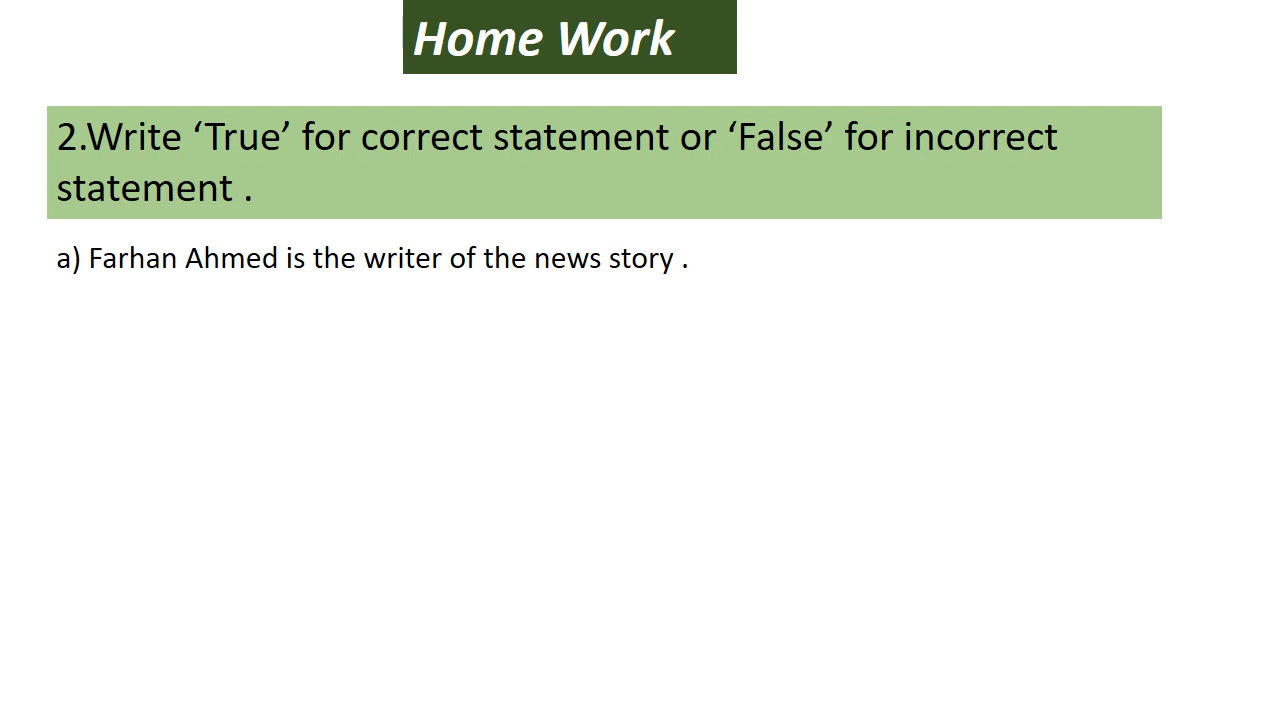 Home Work
2.Write ‘True’ for correct statement or ‘False’ for incorrect
statement .
a) Farhan Ahmed is the writer of the news story .